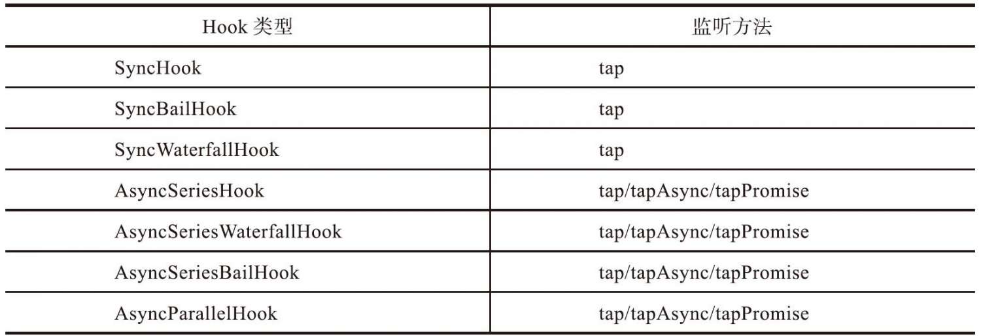 Hook 类型 监听方法
SyncHook tap
SyncBailHook tap
SyncWaterfallHook tap
AsyncSeriesHook tap/tapAsync/tapPromise
AsyncSeriesWaterfallHook tap/tapAsync/tapPromise
AsyncSeriesBailHook tap/tapAsync/tapPromise
AsyncParallelHook tap/tapAsync/tapPromise